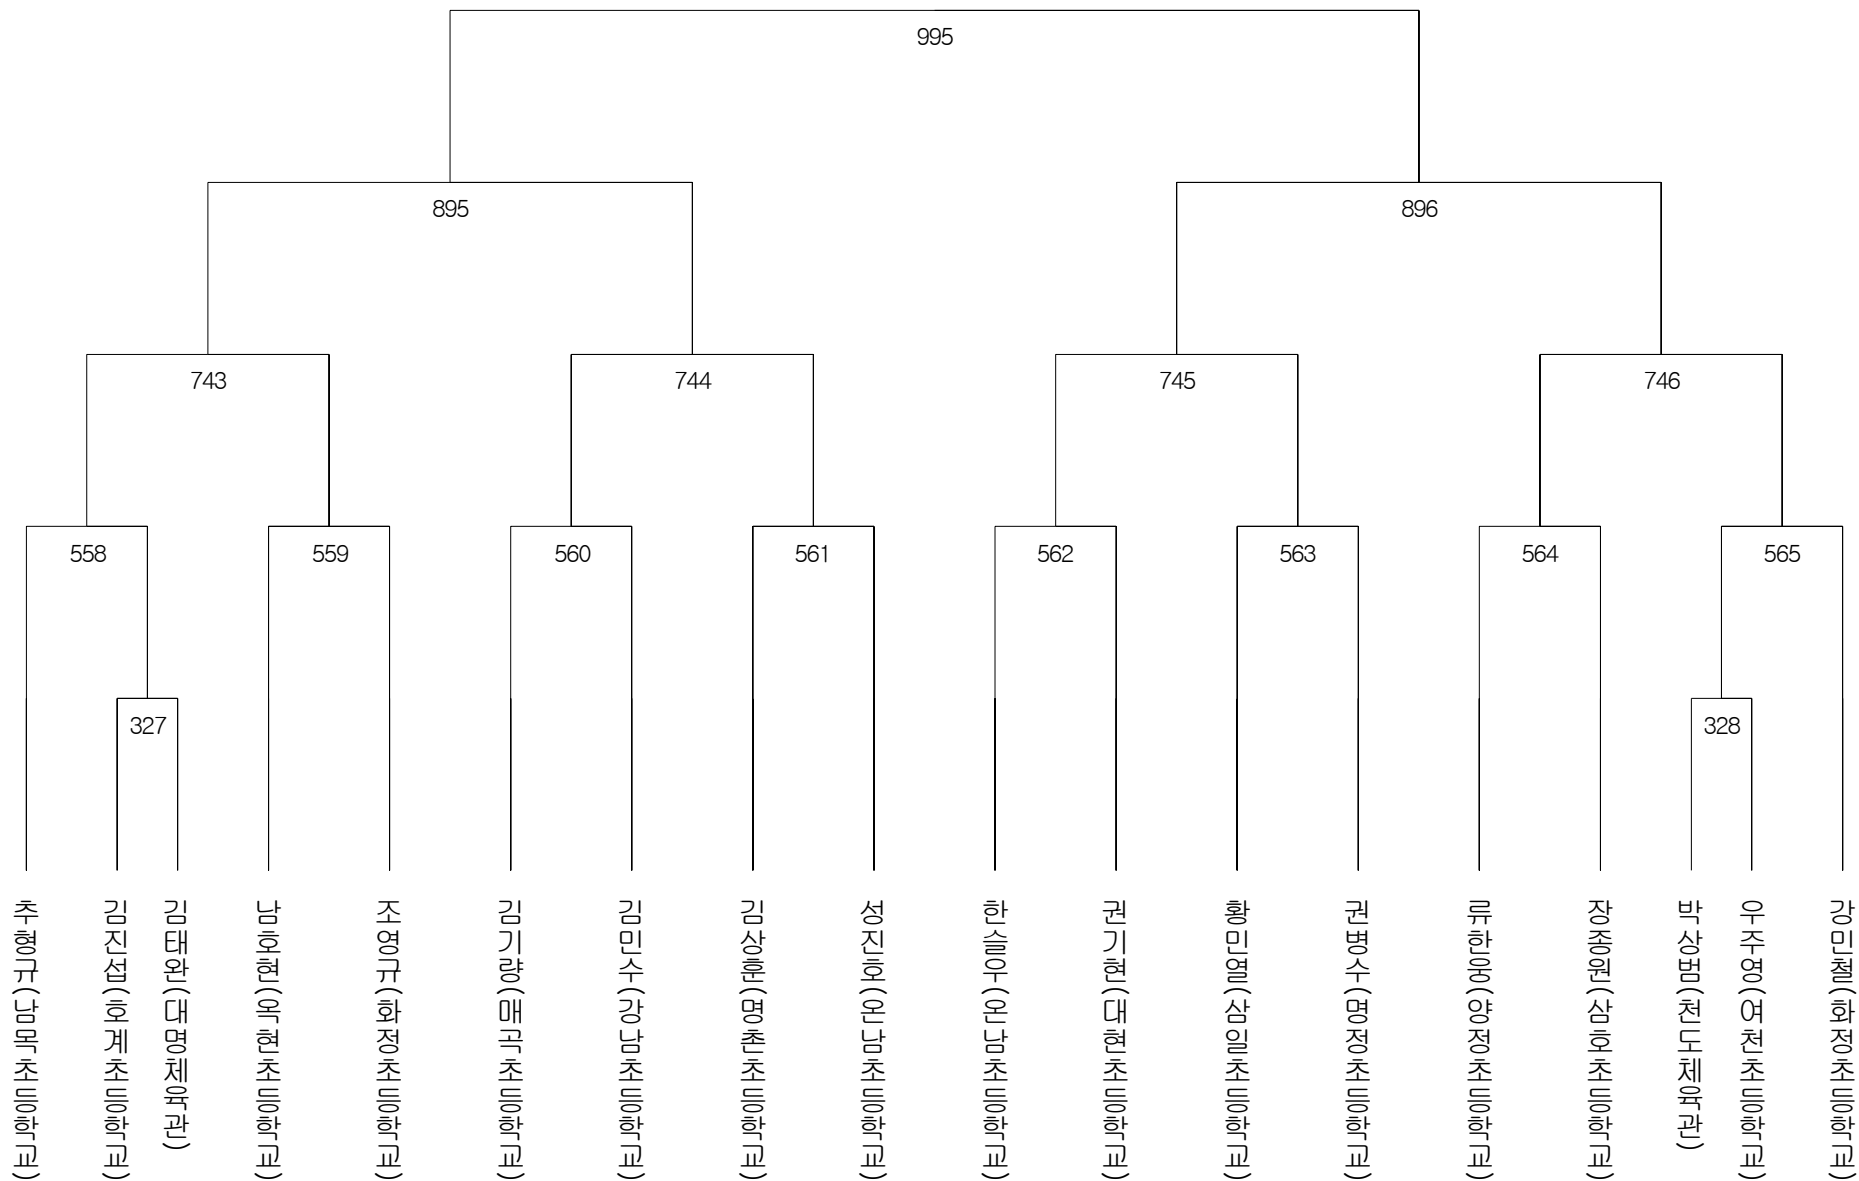 995
895
896
743
744
745
746
558
559
560
561
562
563
564
565
327
328
추형규(남목초등학교)
김진섭(호계초등학교)
김태완(대명체육관)
남호현(옥현초등학교)
조영규(화정초등학교)
김기량(매곡초등학교)
김민수(강남초등학교)
김상훈(명촌초등학교)
성진호(온남초등학교)
한슬우(온남초등학교)
권기현(대현초등학교)
황민열(삼일초등학교)
권병수(명정초등학교)
류한웅(양정초등학교)
장종원(삼호초등학교)
박상범(천도체육관)
우주영(여천초등학교)
강민철(화정초등학교)